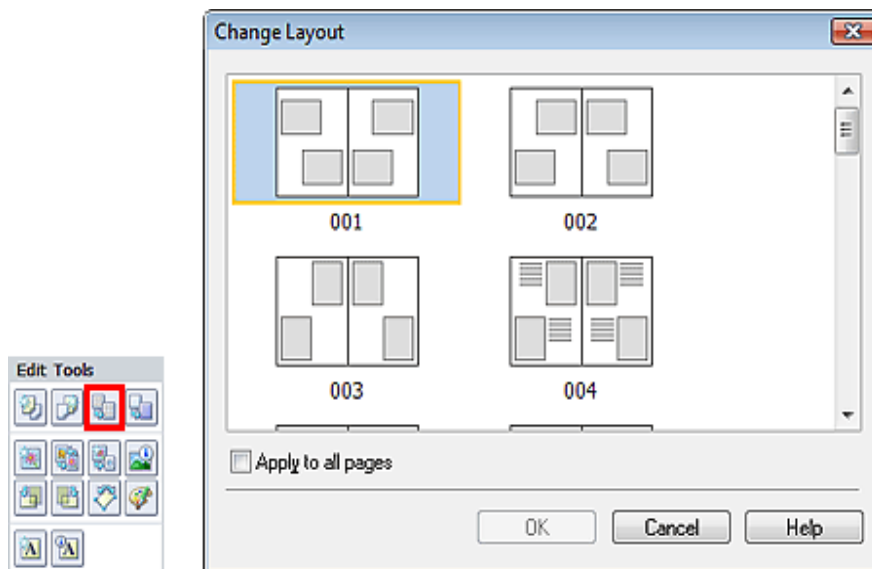 Change Layout
001
002
003
004
Apply to all pages
OK
Cancel
Help
Edit Tools
A
A